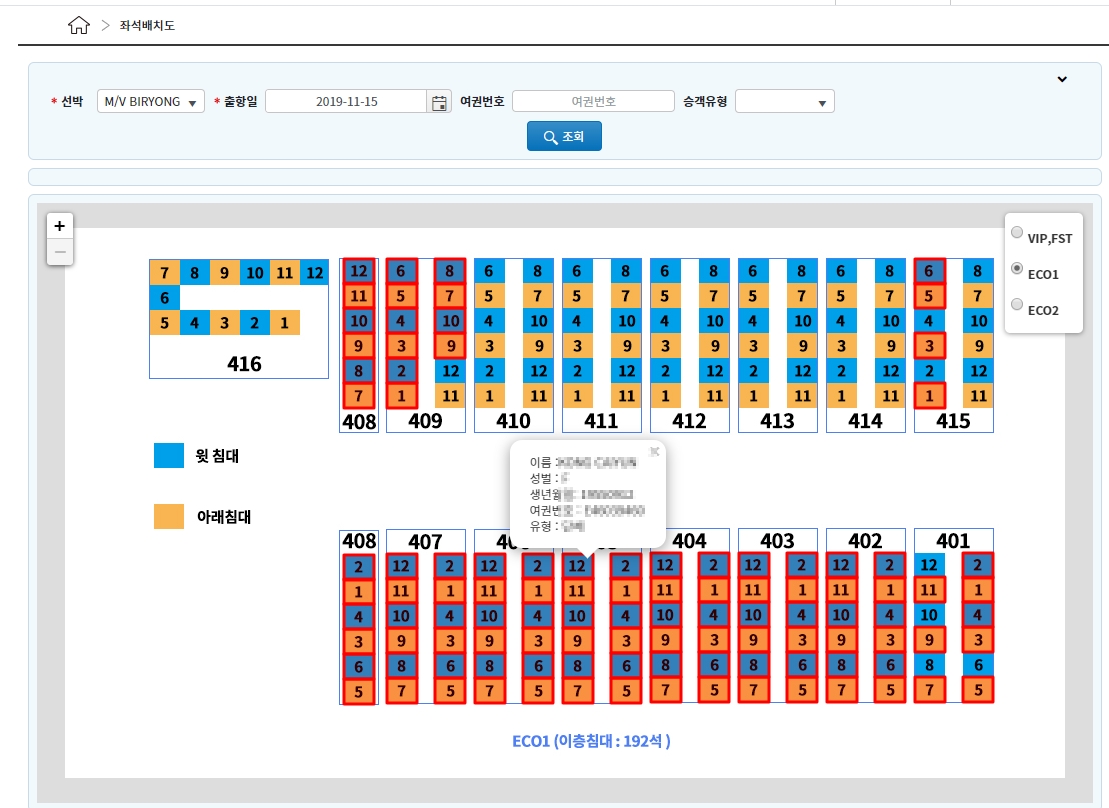 > 좌석배치도
* 선박 M/V BIRYONG * 출항일 2019-11-15 여권번호 여권번호 승객유형
조회
+
−
VIP,FST
ECO1
ECO2
7 8 9 10 11 12 12 6 8 6 8 6 8 6 8 6 8 6 8 6 8
6 11 5 7 5 7 5 7 5 7 5 7 5 7 5 7
5 4 3 2 1 10 4 10 4 10 4 10 4 10 4 10 4 10 4 10
9 3 9 3 9 3 9 3 9 3 9 3 9 3 9
416 8 2 12 2 12 2 12 2 12 2 12 2 12 2 12
7 1 11 1 11 1 11 1 11 1 11 1 11 1 11
408 409 410 411 412 413 414 415
윗 침대
아래침대
이름 :
성별 :
생년월
여권번호 :
유형 :
408 407 404 403 402 401
2 12 2 12 2 12 2 12 2 12 2 12 2 12 2
1 11 1 11 1 11 1 11 1 11 1 11 1 11 1
4 10 4 10 4 10 4 10 4 10 4 10 4 10 4
3 9 3 9 3 9 3 9 3 9 3 9 3 9 3
6 8 6 8 6 8 6 8 6 8 6 8 6 8 6
5 7 5 7 5 7 5 7 5 7 5 7 5 7 5
ECO1 (이층침대 : 192석 )